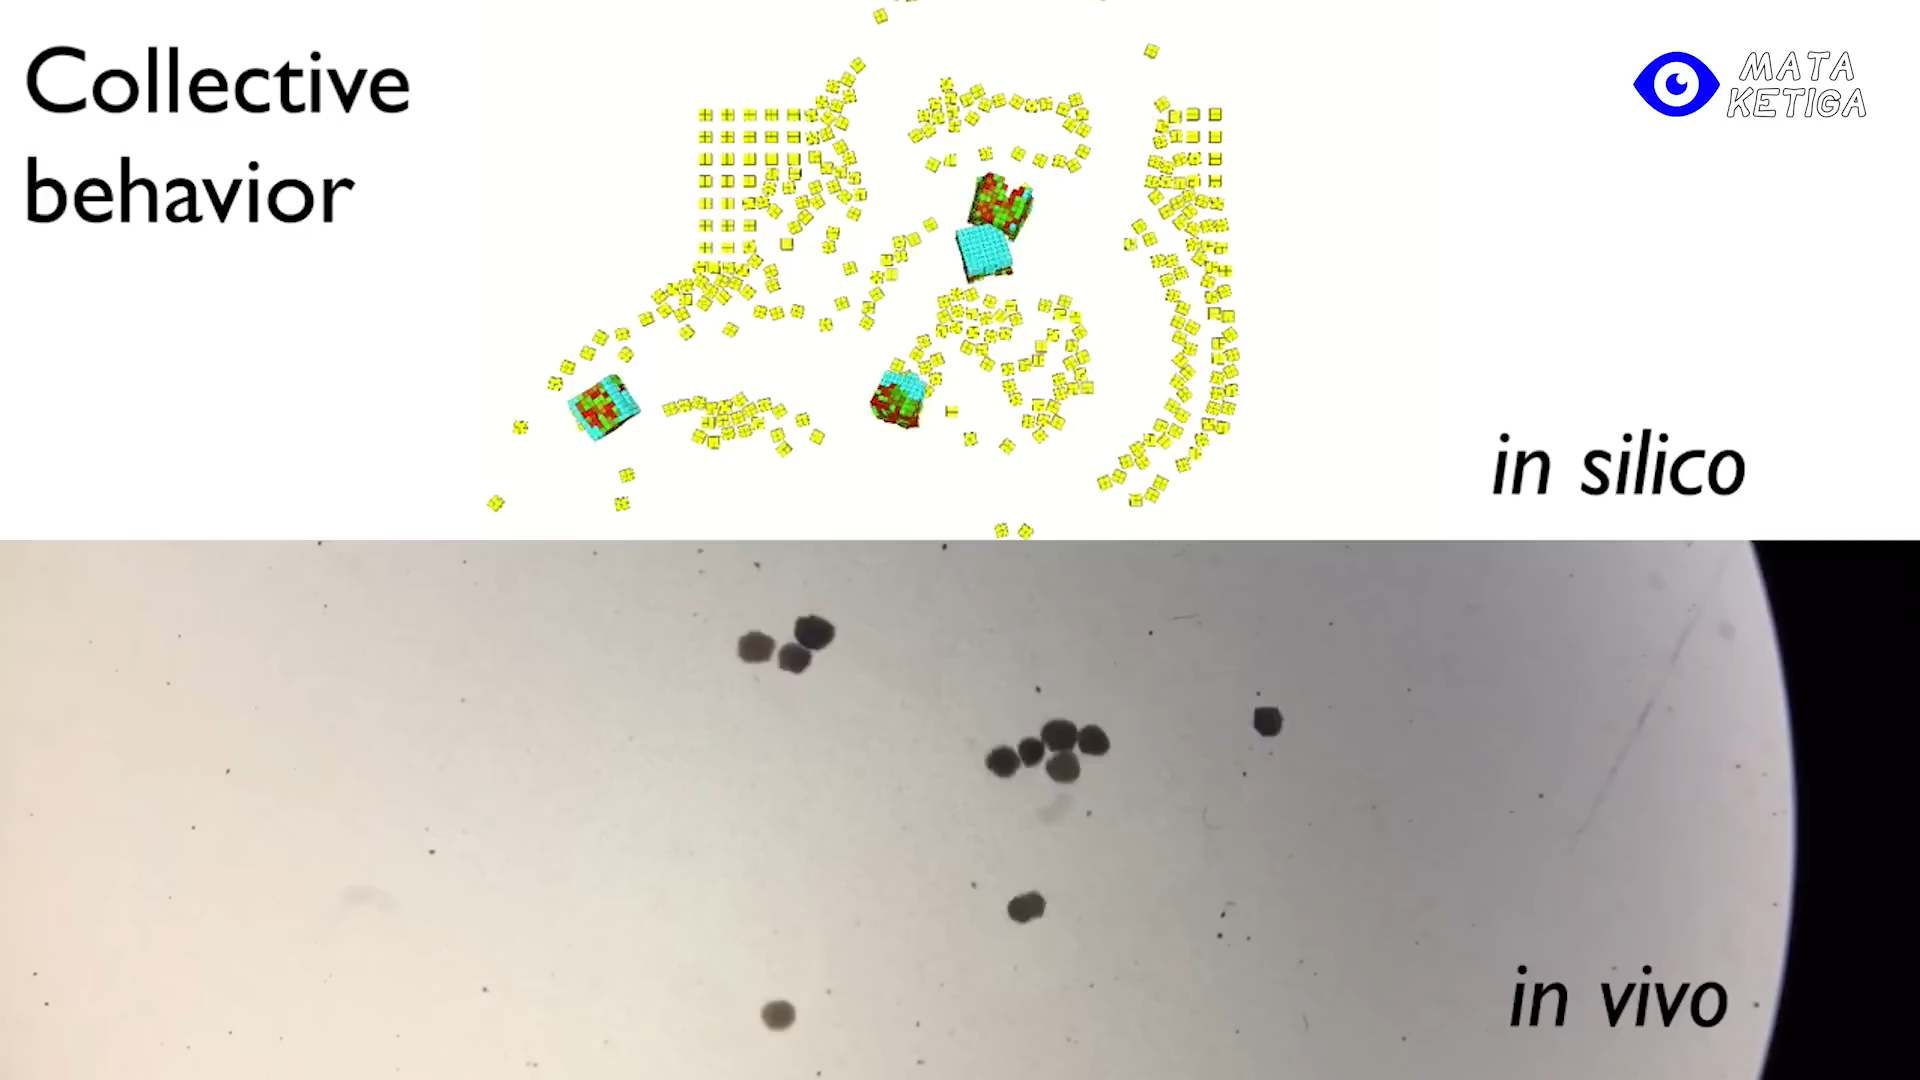 Collective
behavior
MATA
KETIGA
in silico
in vivo